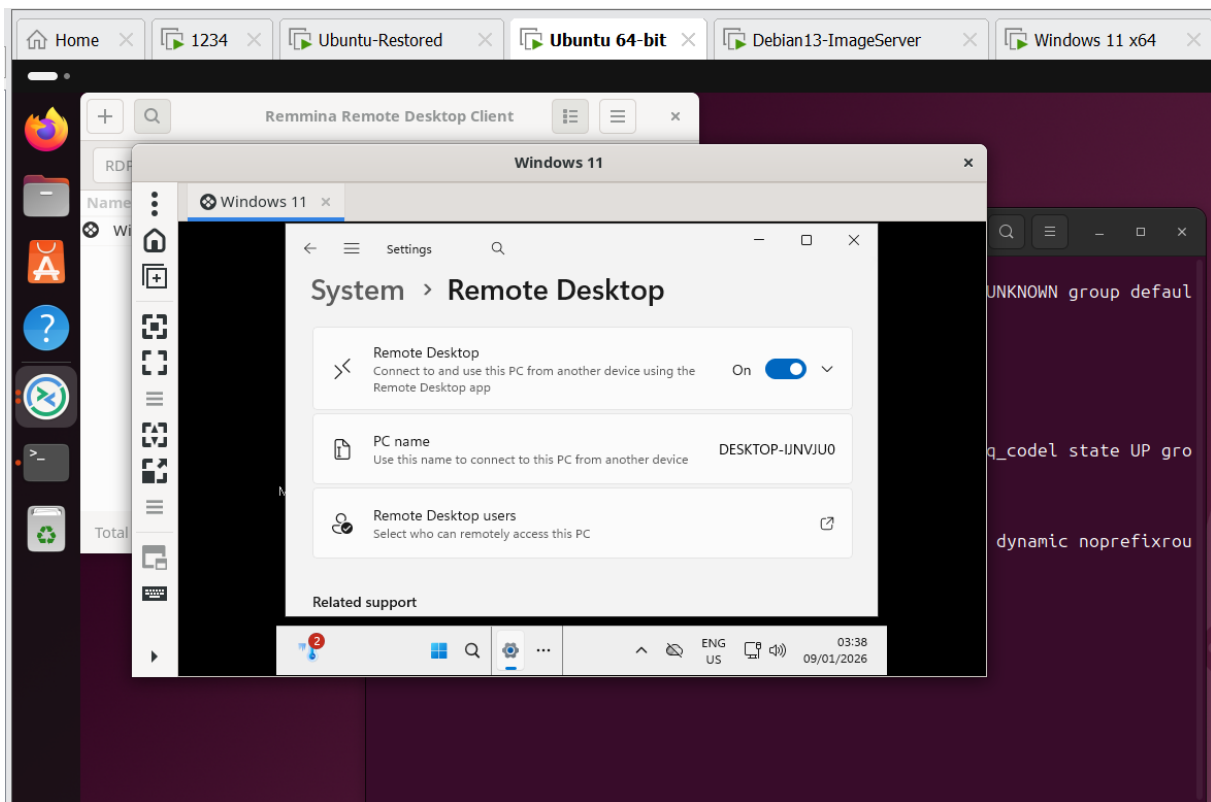 Home
1234
Ubuntu-Restored
Ubuntu 64-bit
Debian13-ImageServer
Windows 11 x64
Remmina Remote Desktop Client
RDP
Windows 11
Name
Windows 11
Settings
System > Remote Desktop
UNKNOWN group defaul
Remote Desktop
Connect to and use this PC from another device using the
Remote Desktop app
On
PC name
Use this name to connect to this PC from another device
DESKTOP-IJNVJU0
q_codel state UP gro
Remote Desktop users
Select who can remotely access this PC
Total
dynamic noprefixrou
Related support
2
ENG
US
03:38
09/01/2026